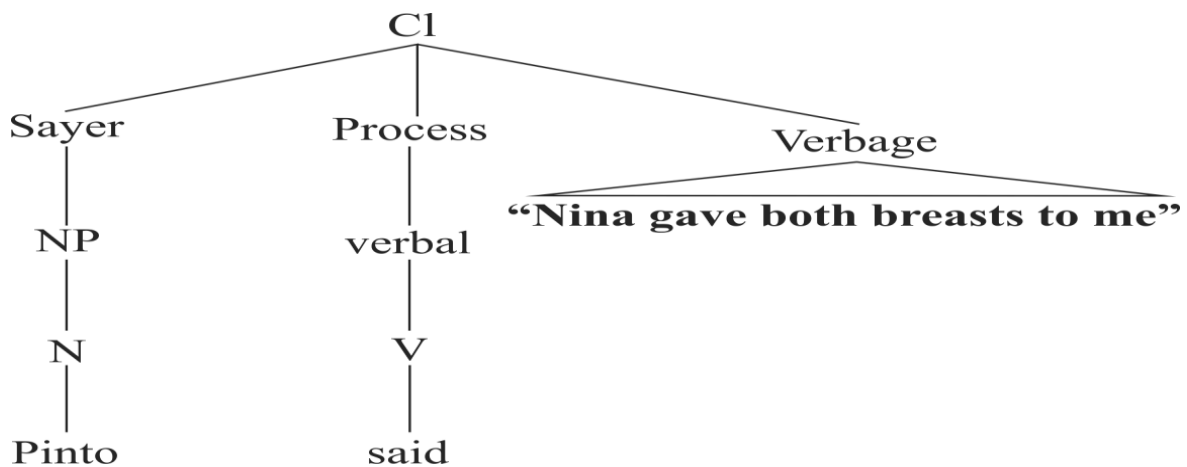 Cl
Sayer Process Verbage
“Nina gave both breasts to me”
NP verbal
N V
Pinto said